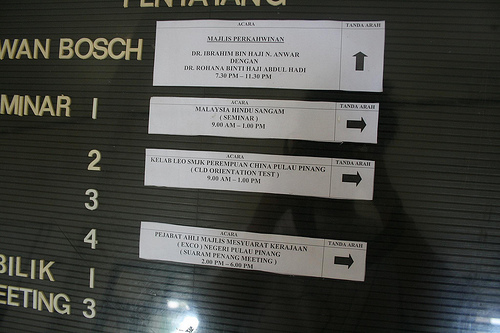 WAN BOSCH
ACARA
TANDA ARAH
MAJLIS PERKAHWINAN
DR. IBRAHIM BIN HAJI N. ANWAR
DENGAN
DR. ROHANA BINTI HAJI ABDUL HADI
7.30 PM – 11.30 PM
MINAR 1
ACARA
TANDA ARAH
MALAYSIA HINDU SANGAM
( SEMINAR )
9.00 AM – 1.00 PM
2
ACARA
TANDA ARAH
KELAB LEO SMJK PEREMPUAN CHINA PULAU PINANG
( CLD ORIENTATION TEST )
9.00 AM – 1.00 PM
3
4
ACARA
TANDA ARAH
PEJABAT AHLI MAJLIS MESYUARAT KERAJAAN
( EXCO ) NEGERI PULAU PINANG
( SUARAM PENANG MEETING )
2.00 PM – 6.00 PM
BILIK 1
EETING 3